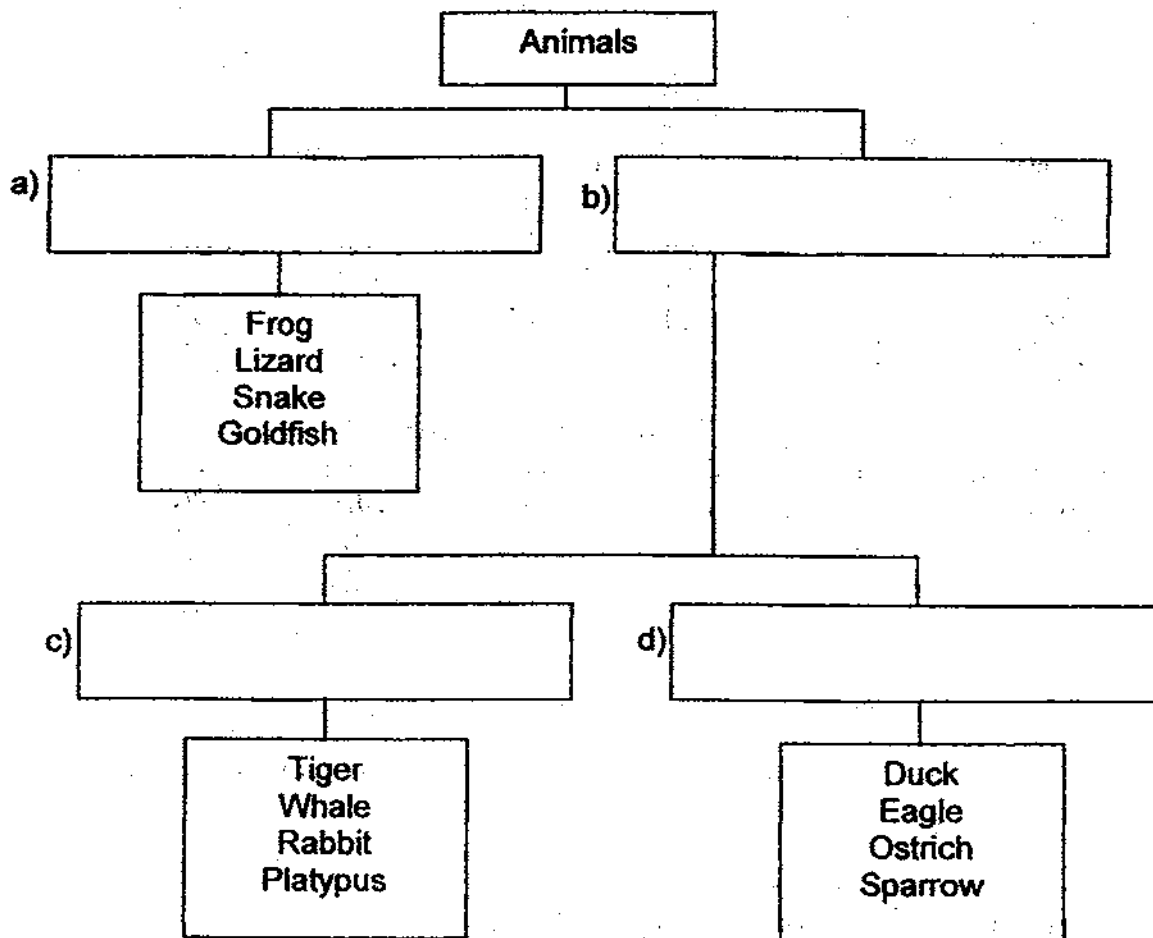 Animals
a)
b)
Frog
Lizard
Snake
Goldfish
c)
d)
Tiger
Whale
Rabbit
Platypus
Duck
Eagle
Ostrich
Sparrow